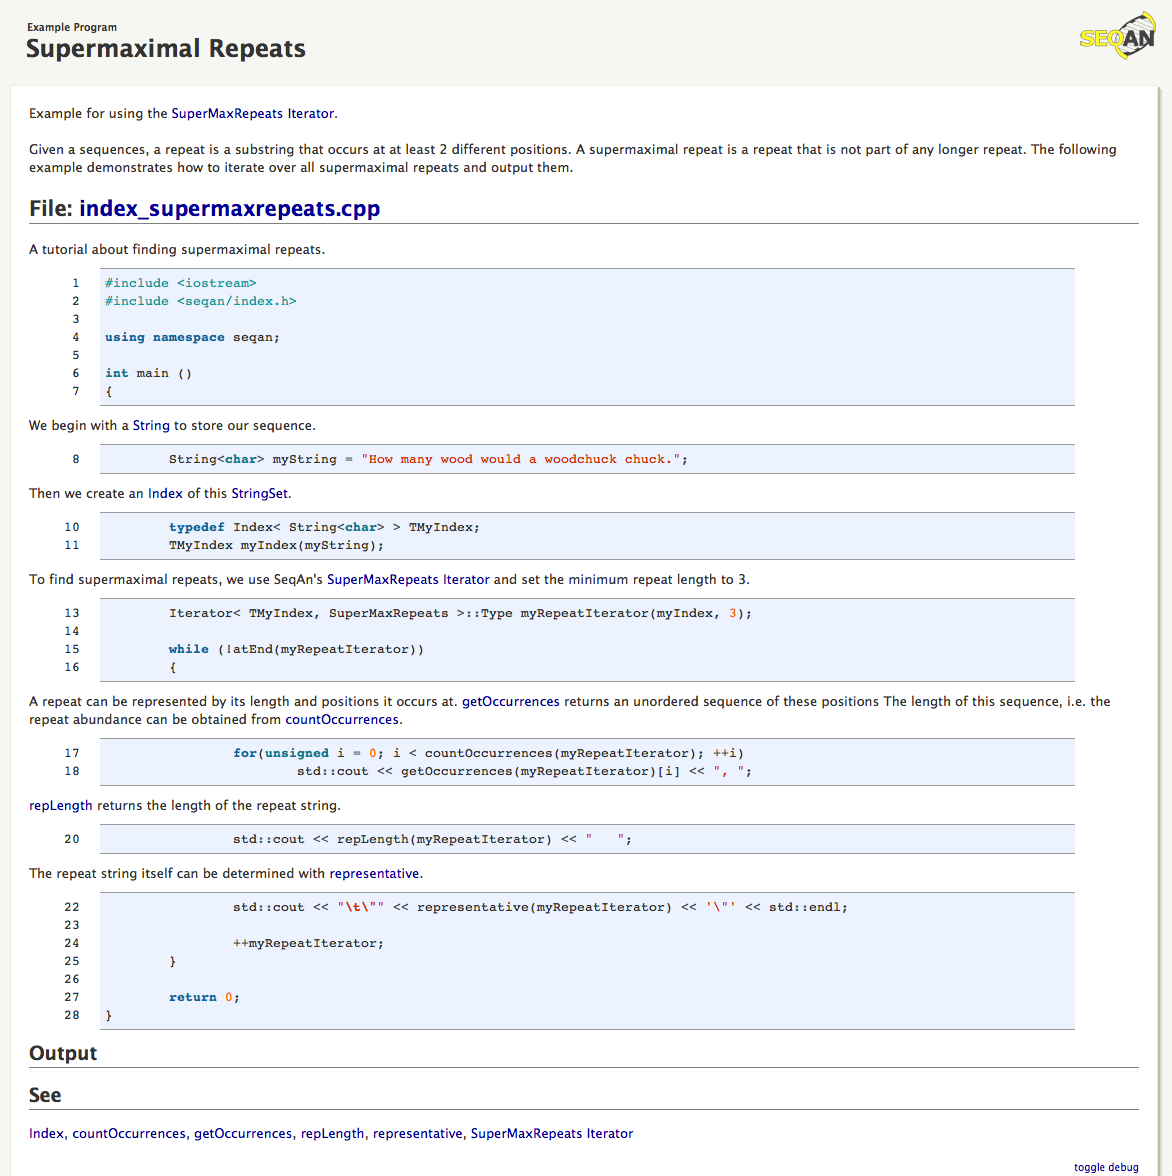 Example Program
Supermaximal Repeats
SEQAN
Example for using the SuperMaxRepeats Iterator.
Given a sequences, a repeat is a substring that occurs at at least 2 different positions. A supermaximal repeat is a repeat that is not part of any longer repeat. The following
example demonstrates how to iterate over all supermaximal repeats and output them.
File: index_supermaxrepeats.cpp
A tutorial about finding supermaximal repeats.
1 #include <iostream>
2 #include <seqan/index.h>
3
4 using namespace seqan;
5
6 int main ()
7 {
We begin with a String to store our sequence.
8 String<char> myString = "How many wood would a woodchuck chuck.";
Then we create an Index of this StringSet.
10 typedef Index< String<char> > TMyIndex;
11 TMyIndex myIndex(myString);
To find supermaximal repeats, we use SeqAn's SuperMaxRepeats Iterator and set the minimum repeat length to 3.
13 Iterator< TMyIndex, SuperMaxRepeats >::Type myRepeatIterator(myIndex, 3);
14
15 while (!atEnd(myRepeatIterator))
16 {
A repeat can be represented by its length and positions it occurs at. getOccurrences returns an unordered sequence of these positions The length of this sequence, i.e. the
repeat abundance can be obtained from countOccurrences.
17 for(unsigned i = 0; i < countOccurrences(myRepeatIterator); ++i)
18 std::cout << getOccurrences(myRepeatIterator)[i] << ", ";
repLength returns the length of the repeat string.
20 std::cout << repLength(myRepeatIterator) << "   ";
The repeat string itself can be determined with representative.
22 std::cout << "\t\"" << representative(myRepeatIterator) << '\"' << std::endl;
23
24 ++myRepeatIterator;
25 }
26
27 return 0;
28 }
Output
See
Index, countOccurrences, getOccurrences, repLength, representative, SuperMaxRepeats Iterator
toggle debug